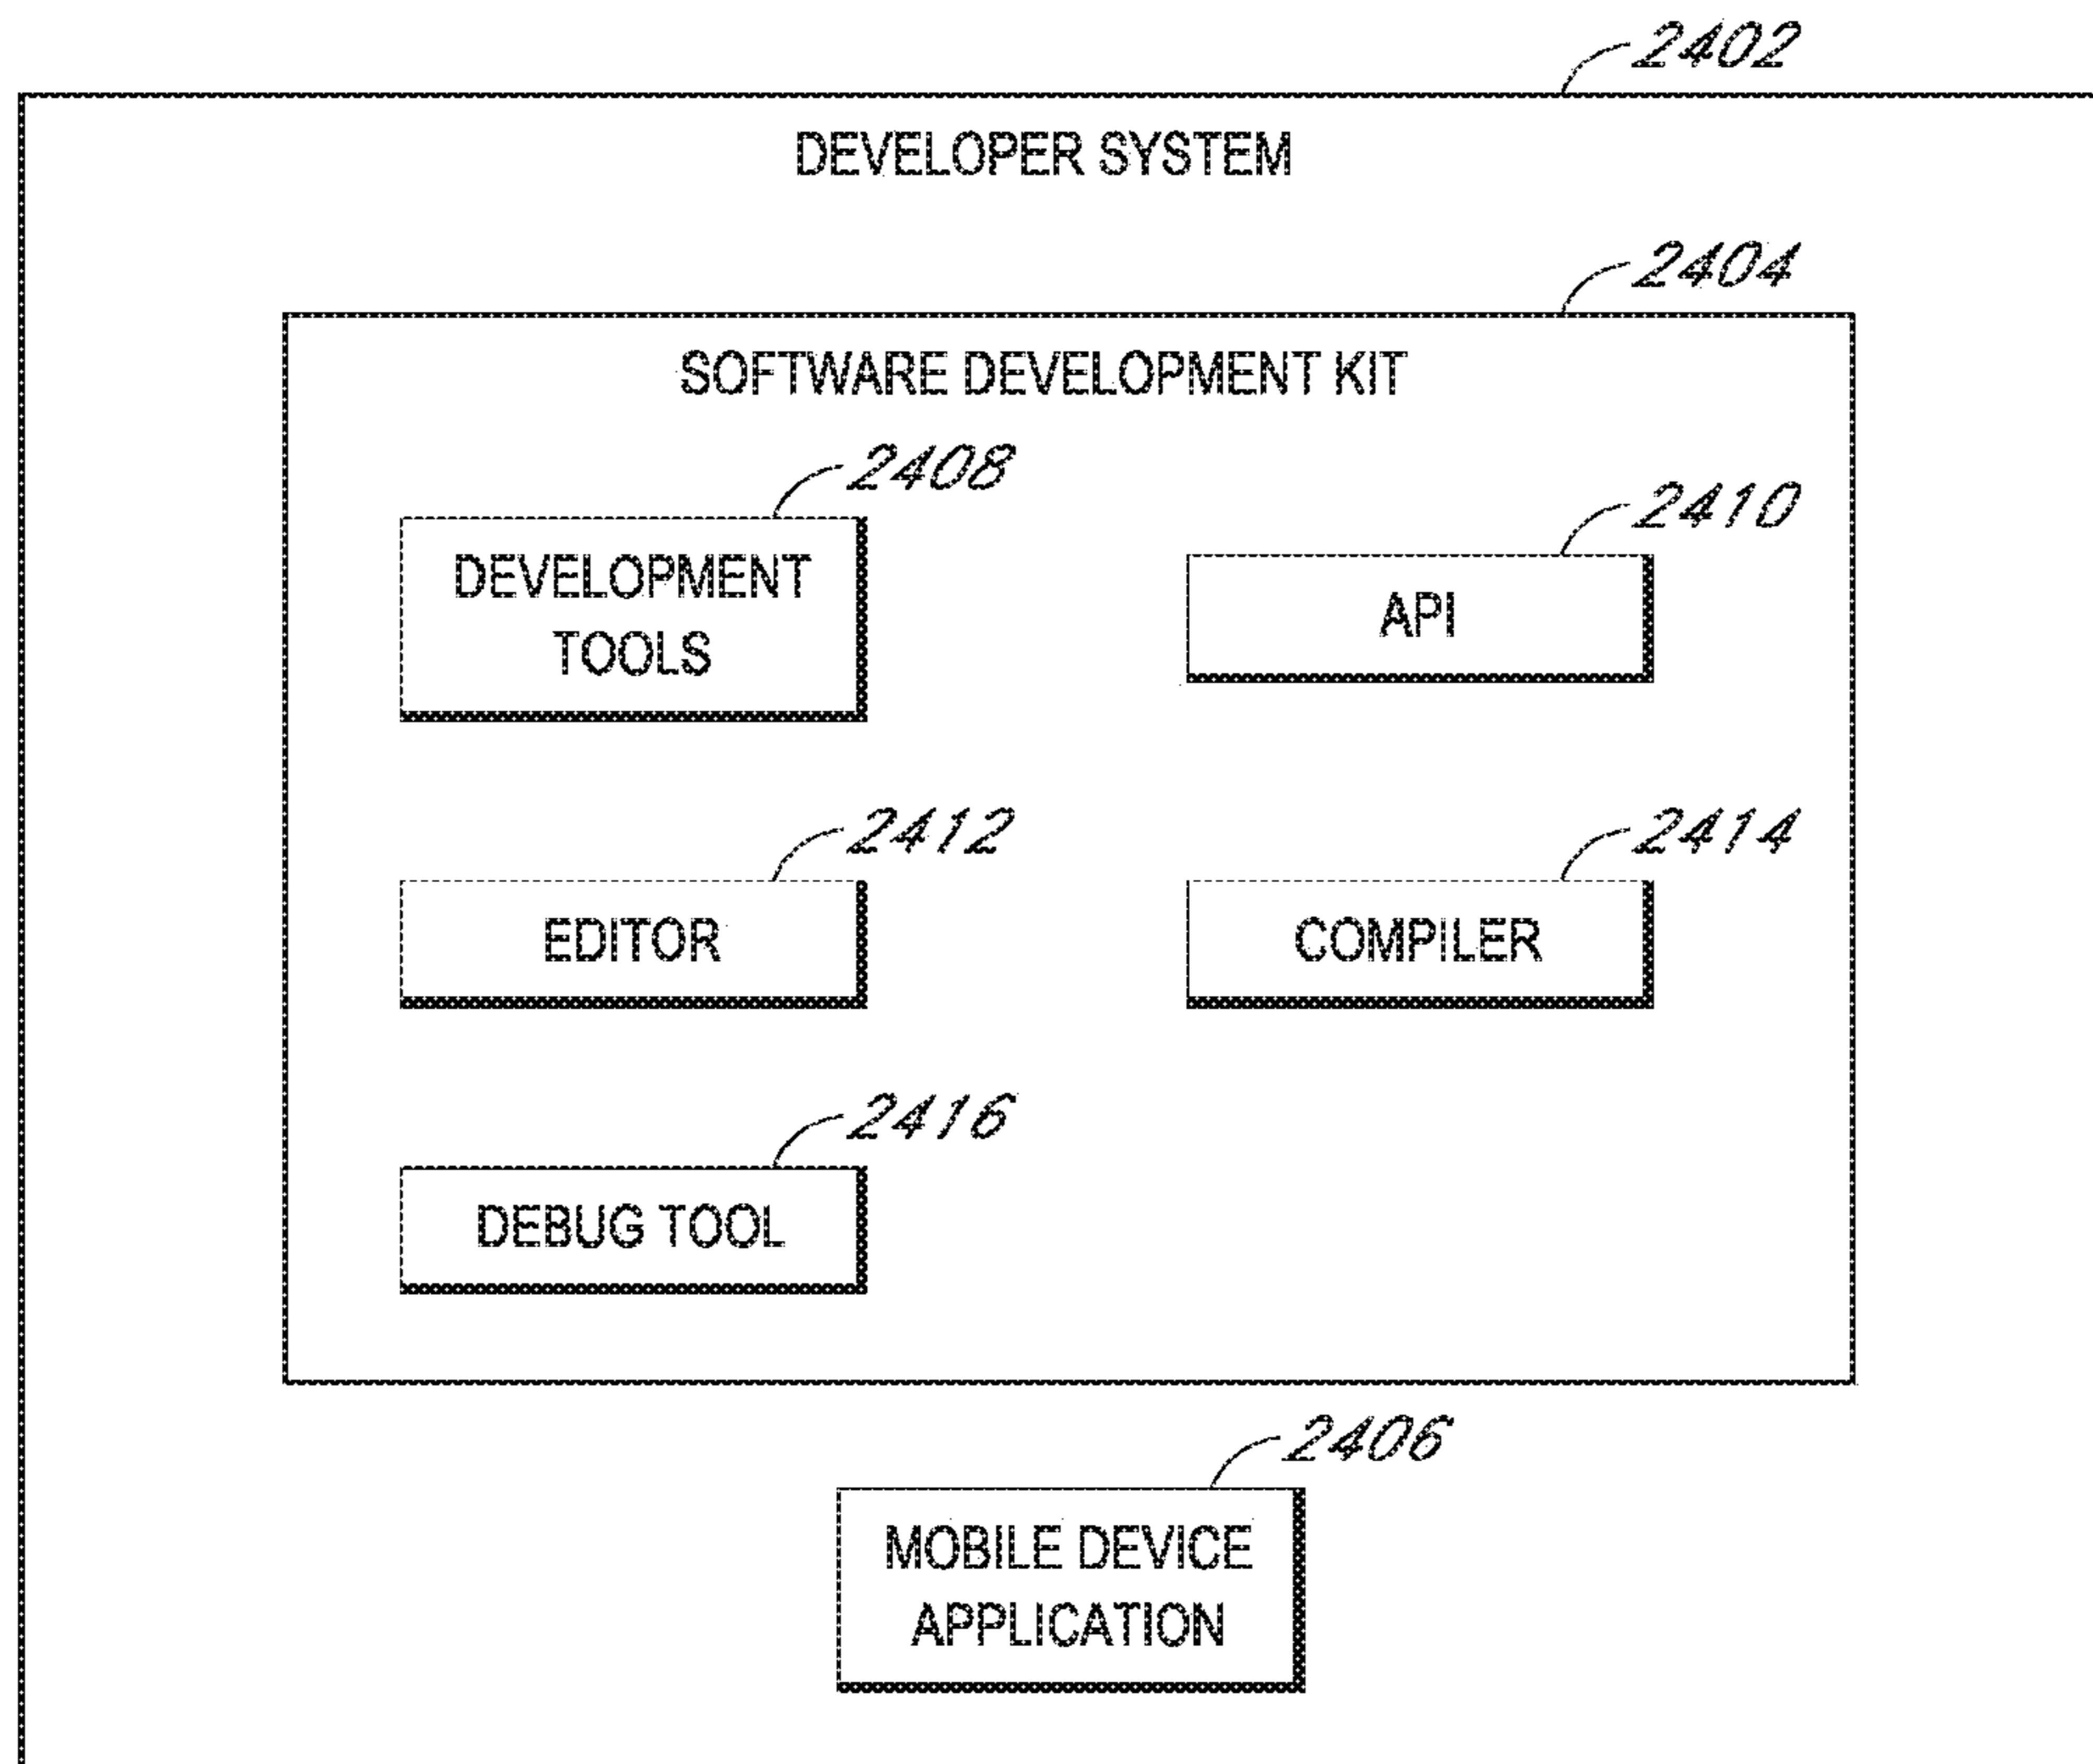 2402
DEVELOPER SYSTEM
2404
SOFTWARE DEVELOPMENT KIT
2408
2410
DEVELOPMENT
TOOLS
API
2412
2414
EDITOR
COMPILER
2416
DEBUG TOOL
2406
MOBILE DEVICE
APPLICATION